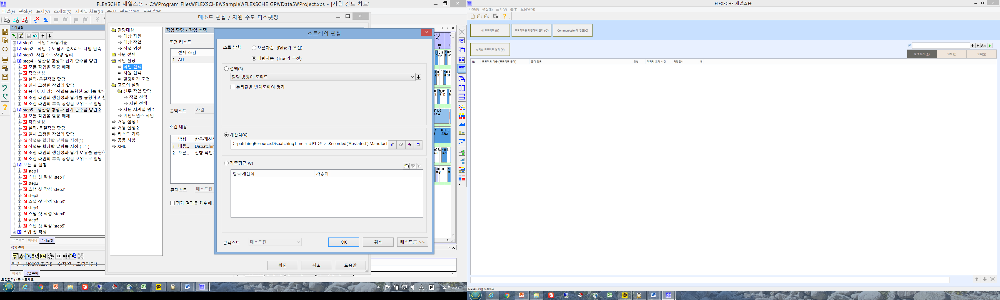 FLEXSCHE 세일즈용 - C:₩Program Files₩FLEXSCHE₩Sample₩FLEXSCHE GP₩Data5₩Project.xps - [자원 간트 차트]
파일(F) 편집(E) 표시(V) 스케줄(S) 시계열 차트(C) 툴(T) 윈도우(W) 도움말(H)
스케줄링
step1 - 작업주도:납기순
step2 - 작업 주도:납기 순&리드 타임 단축
step3 -자원 주도:사양 정리
step4 - 생산성 향상과 납기 준수를 양립
모든 작업을 할당 해제
작업생성
실적•동결작업 할당
일시 고정핀 작업의 할당
움직이지 않는 작업을 포함한 오더를 할당
조립 라인의 생산성과 납기를 균형하고 할
조립 라인의 후속 공정을 포워드로 할당
step5 - 생산성 향상과 납기 준수를 양립 2
모든 작업을 할당 해제
작업생성
실적•동결작업 할당
일시 고정핀 작업의 할당
작업을 할당할 날짜를 지정(1)
작업을 할당할 날짜를 지정 ( 2 )
조립 라인의 생산성과 납기 여유를 균형하
조립 라인의 후속 공정을 포워드로 할당
모든 룰 실행
step1
스냅 샷 작성 'step1'
step2
스냅 샷 작성 'step2'
step3
스냅 샷 작성 'step3'
step4
스냅 샷 작성 'step4'
step5
스냅 샷 작성 'step5'
스냅 샷 작성
프로젝트 에디터 스케줄링
작업 뷰어
작업 : N0007:조립B 주자원 : 조립라인1
메세지 작업 뷰어
도움말은 F1을 누르세요
메소드 편집 / 자원 주도 디스펫칭
할당대상
대상 자원
대상 작업
작업 엄선
자원 선택
작업 할당
작업 선택
자원 선택
할당허가 조건
고도의 설정
선두 작업 할당
작업 선택
자원 선택
자원 시계열 변수
메인트넌스 작업
거동 설정 1
거동 설정 2
리스트 기록
공통 사항
XML
작업 할당 / 작업 선택
조건 리스트
선택 조건
1 ALL
콘텍스트 자원
조건 내용
방향 항목·계산식
1 내림... Dispatchin
2 오름... 선행 작업
콘텍스트 테스트전
평가 결과를 캐쉬해
확인 취소 도움말
소트식의 편집
소트 방향 오름차순 (False가 우선)
내림차순 (True가 우선)
선택(S)
할당 방향이 포워드
논리값을 반대로하여 평가
계산식(X)
DispatchingResource.DispatchingTime + #P1D# > .Recorded('AbsLatest').Manufact
가중평균(W)
항목·계산식 가중치
콘텍스트 테스트전 OK 취소 테스트(T) >>
N0027
조립A
N0016
조립A
N0028
포장
오후 3:27
FLEXSCHE 세일즈용
파일(F) 편집(E) 표시(V) 툴(T) 도움말(H)
새 프로젝트 (N) 프로젝트를 지정하여 열기 (O) Communicator에 연결(C)
선택한 프로젝트 열기 (P)
즐겨 찾기 (A) 이력 (I) 샘플(S)
No 프로젝트 이름 (프로젝트 폴더) 폴더 경로 유형 마지막 읽기 시간 저장일시
도움말은 F1을 누르세요